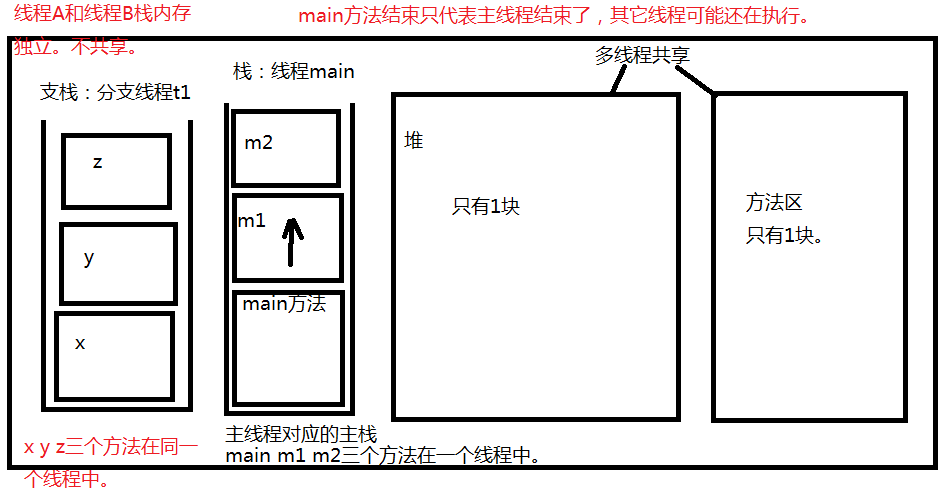 线程A和线程B栈内存
独立。不共享。
main方法结束只代表主线程结束了，其它线程可能还在执行。
多线程共享
支栈：分支线程t1
栈：线程main
z
y
x
m2
m1
main方法
堆
只有1块
方法区
只有1块。
x y z三个方法在同一
个线程中。
主线程对应的主栈
main m1 m2三个方法在一个线程中。